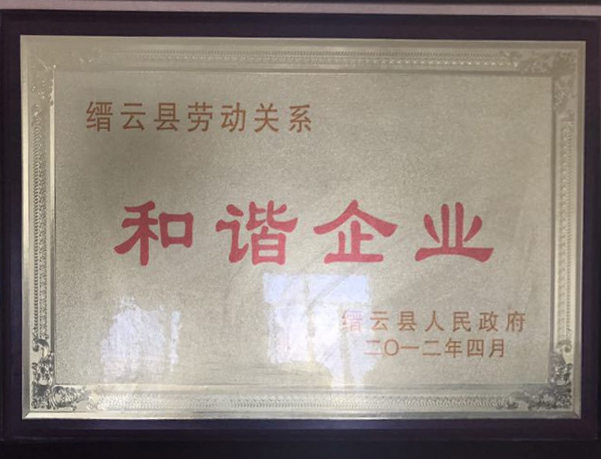 缙云县劳动关系
和谐企业
缙云县人民政府
二〇一二年四月